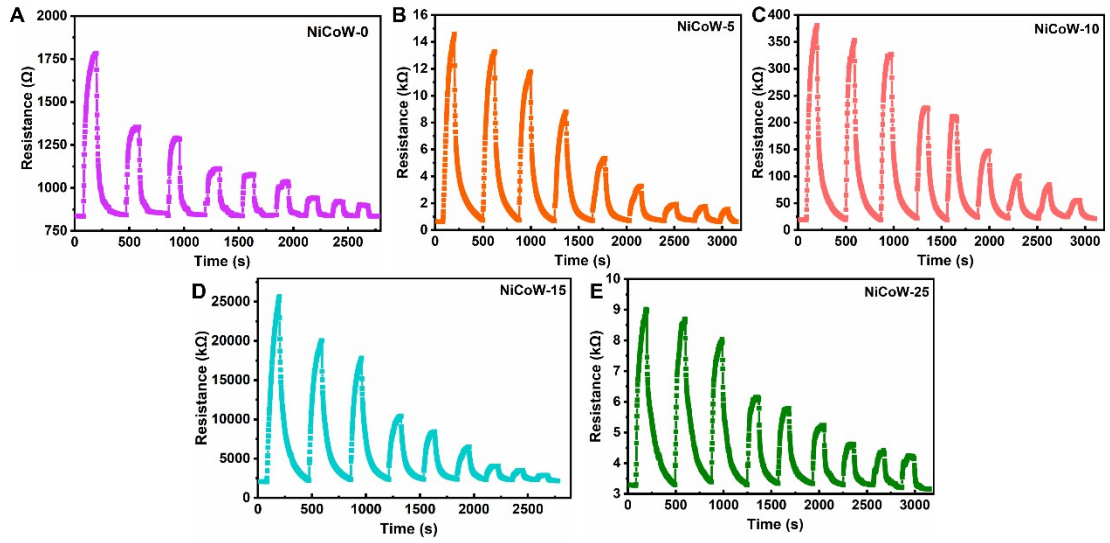 A
NiCoW-0
2000
1750
1500
1250
1000
750
Resistance (Ω)
0 500 1000 1500 2000 2500
Time (s)
B
NiCoW-5
16
14
12
10
8
6
4
2
0
Resistance (kΩ)
0 500 1000 1500 2000 2500 3000
Time (s)
C
NiCoW-10
400
350
300
250
200
150
100
50
0
Resistance (kΩ)
0 500 1000 1500 2000 2500 3000
Time (s)
D
NiCoW-15
25000
20000
15000
10000
5000
0
Resistance (kΩ)
0 500 1000 1500 2000 2500
Time (s)
E
NiCoW-25
9
8
7
6
5
4
3
Resistance (kΩ)
0 500 1000 1500 2000 2500 3000
Time (s)